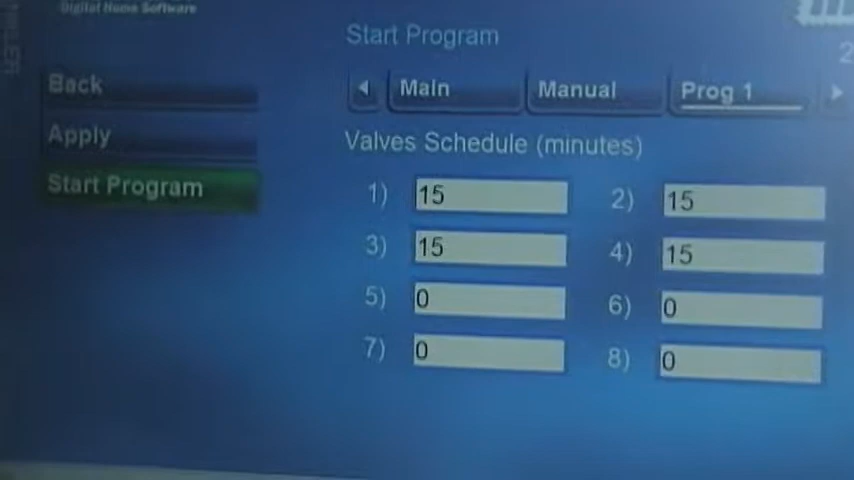 Digital Home Software
Start Program
Back
Main
Manual
Prog 1
Apply
Valves Schedule (minutes)
Start Program
1) 15
2) 15
3) 15
4) 15
5) 0
6) 0
7) 0
8) 0